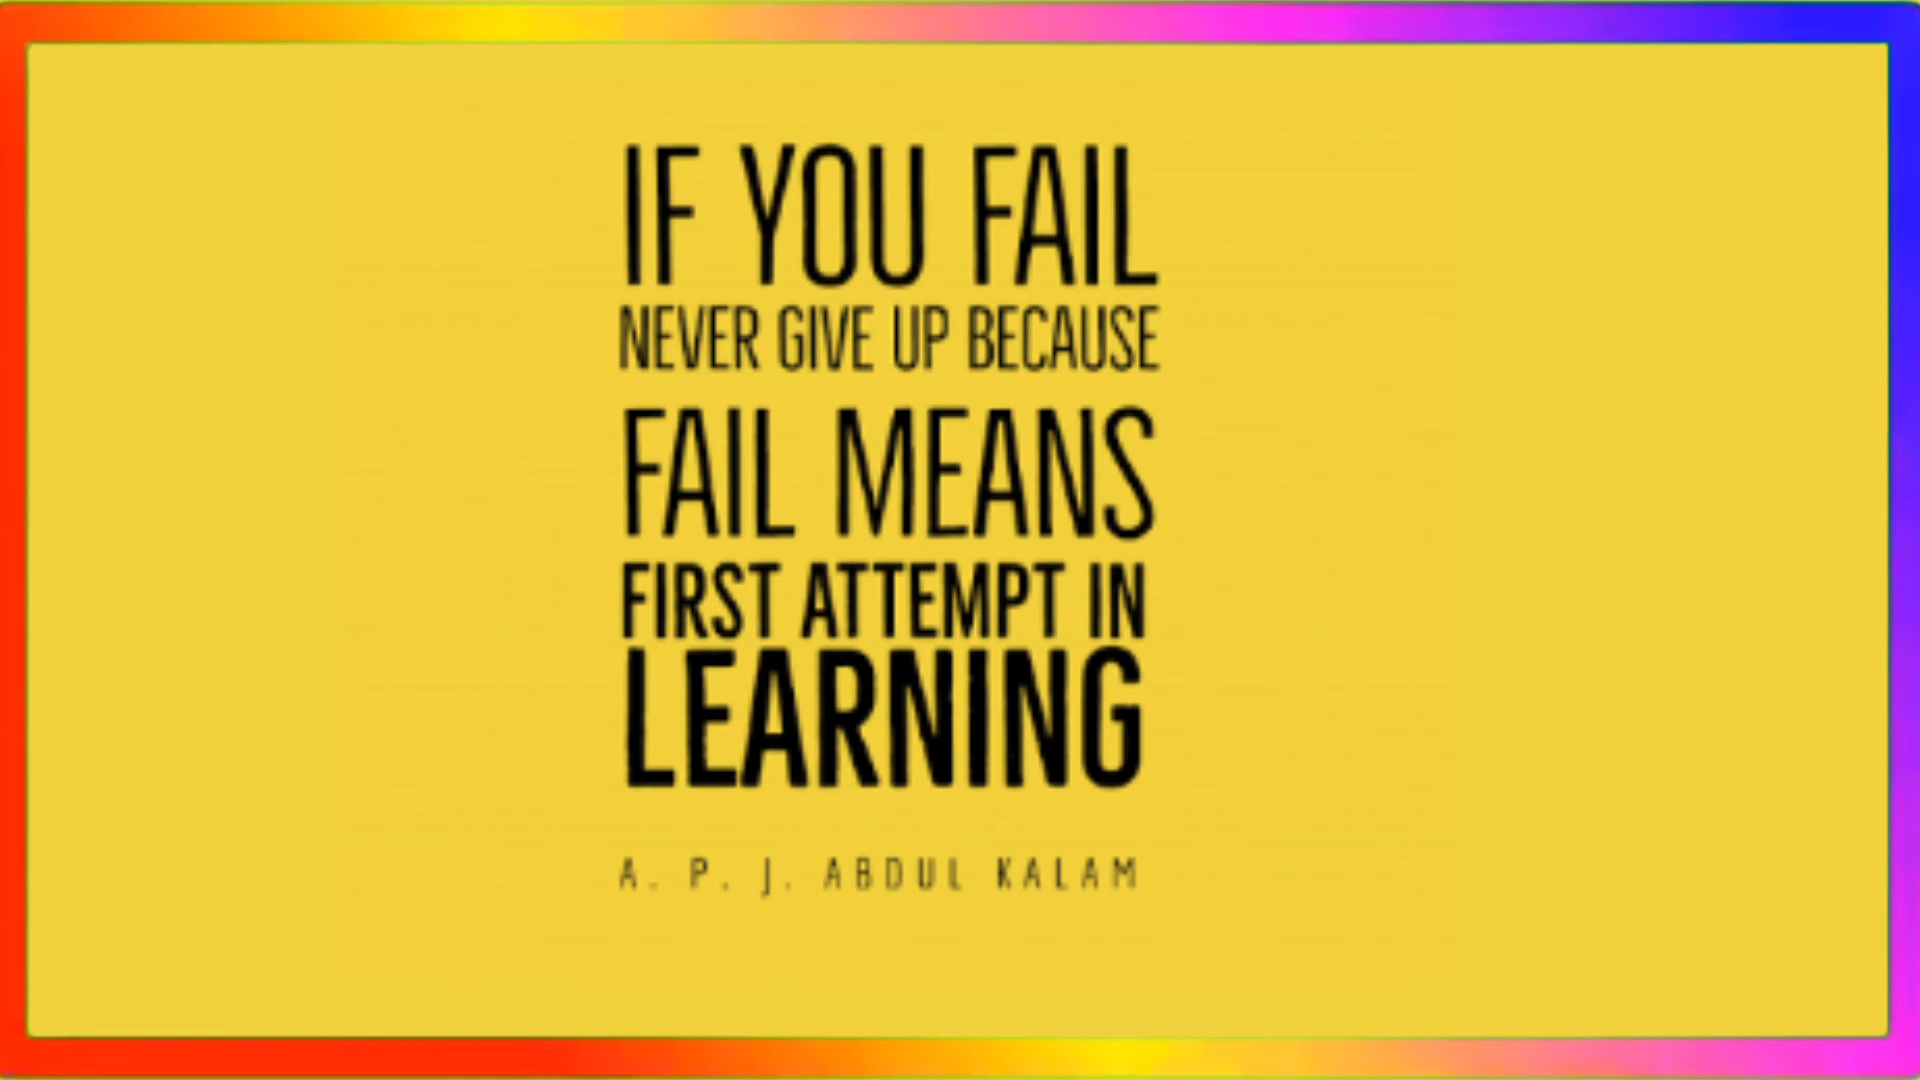 IF YOU FAIL
NEVER GIVE UP BECAUSE
FAIL MEANS
FIRST ATTEMPT IN
LEARNING
A. P. J. ABDUL KALAM